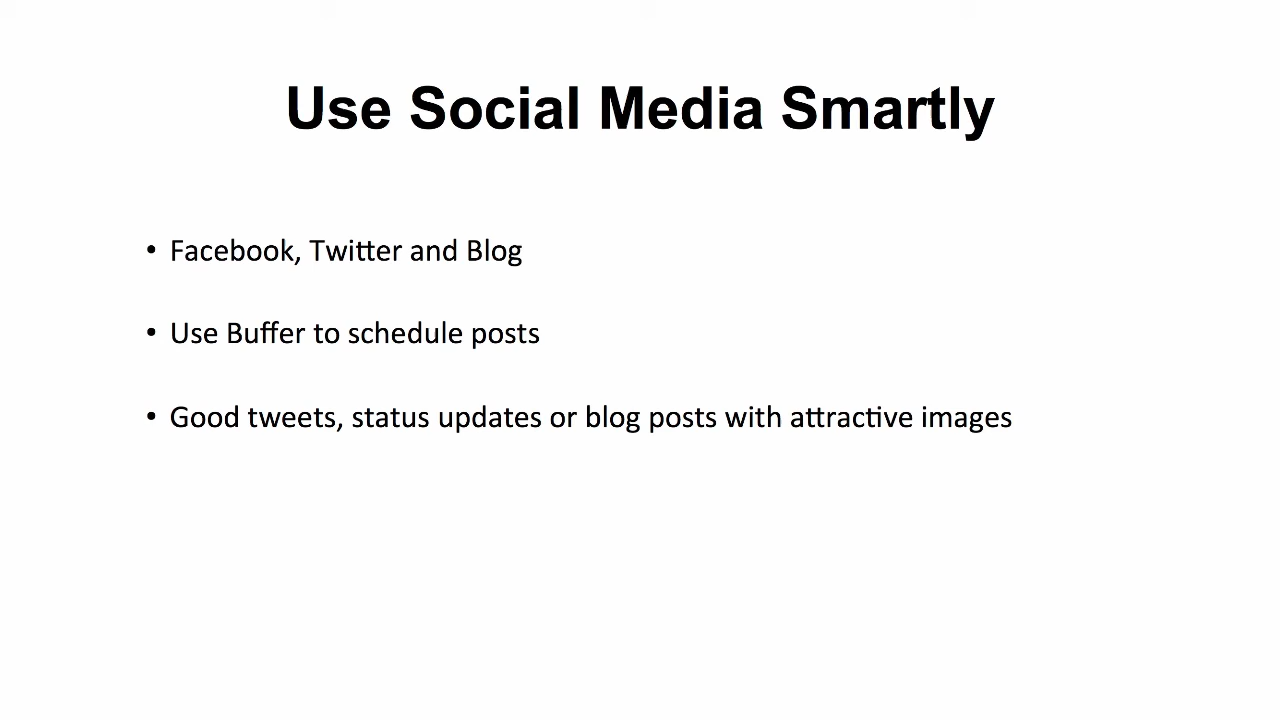 Use Social Media Smartly
• Facebook, Twitter and Blog
• Use Buffer to schedule posts
• Good tweets, status updates or blog posts with attractive images